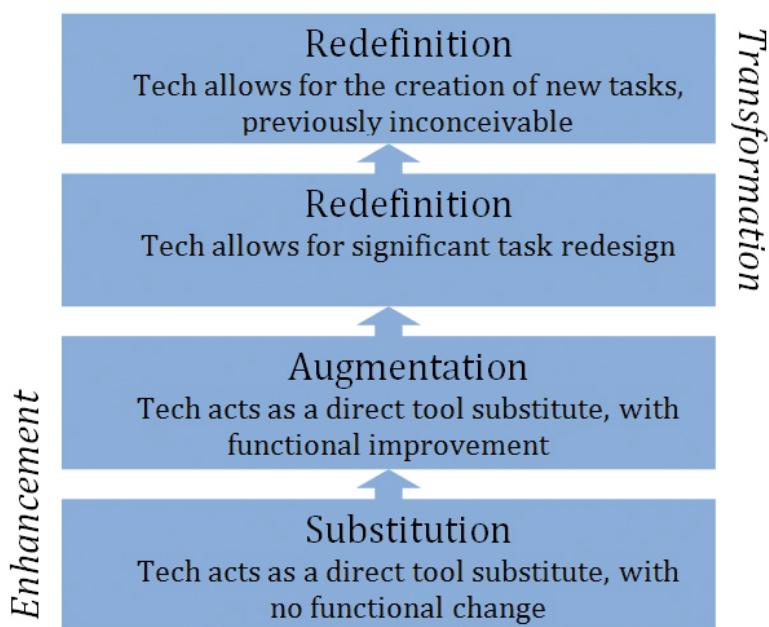 Redefinition
Tech allows for the creation of new tasks,
previously inconceivable
Redefinition
Tech allows for significant task redesign
Augmentation
Tech acts as a direct tool substitute, with
functional improvement
Substitution
Tech acts as a direct tool substitute, with
no functional change
Transformation
Enhancement